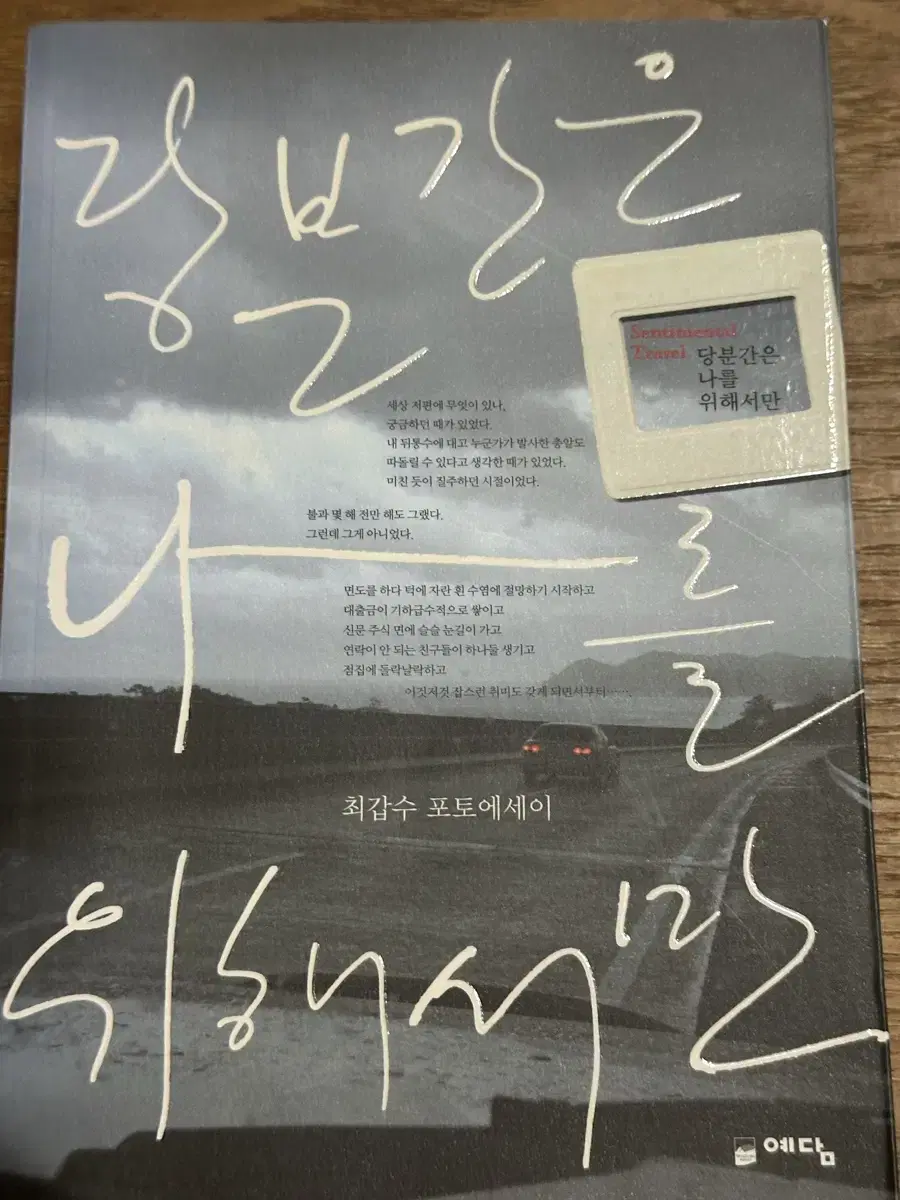 당분간은
Sentimental
Travel 당분간은
나를
위해서만
세상 저편에 무엇이 있나,
궁금하던 때가 있었다.
내 뒤통수에 대고 누군가가 발사한 총알도
따돌릴 수 있다고 생각한 때가 있었다.
미친 듯이 질주하던 시절이었다.
불과 몇 해 전만 해도 그랬다.
그런데 그게 아니었다.
나를
면도를 하다 턱에 자란 흰 수염에 절망하기 시작하고
대출금이 기하급수적으로 쌓이고
신문 주식 면에 슬슬 눈길이 가고
연락이 안 되는 친구들이 하나둘 생기고
점집에 들락날락하고
이것저것 잡스런 취미도 갖게 되면서부터…….
최갑수 포토에세이
위해서만
예담